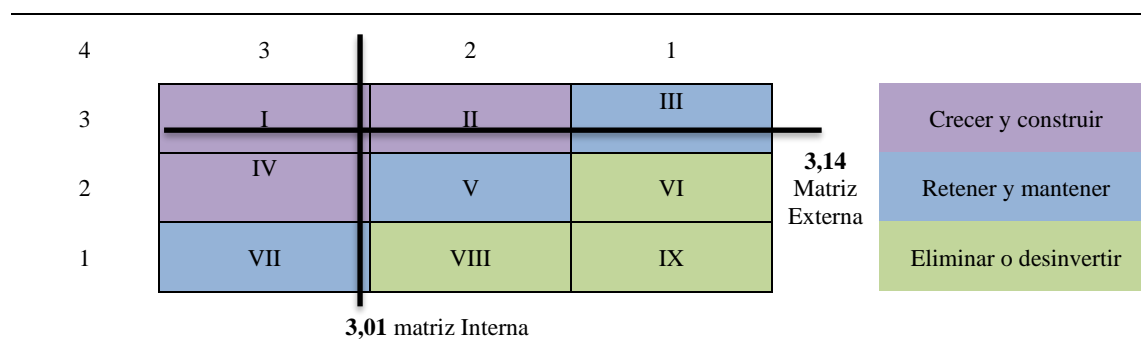 4 3 2 1
3 I II III Crecer y construir
2 IV V VI 3,14 Matriz Externa Retener y mantener
1 VII VIII IX Eliminar o desinvertir
3,01 matriz Interna